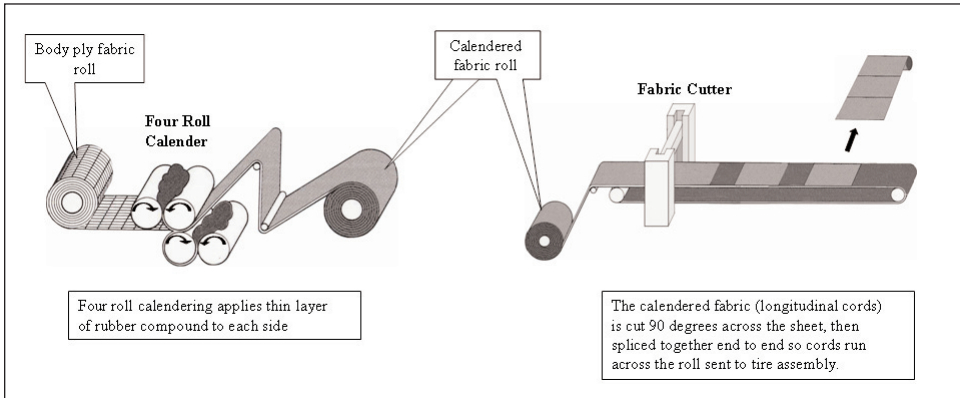 Body ply fabric
roll
Calendered
fabric roll
Four Roll
Calender
Fabric Cutter
Four roll calendering applies thin layer
of rubber compound to each side
The calendered fabric (longitudinal cords)
is cut 90 degrees across the sheet, then
spliced together end to end so cords run
across the roll sent to tire assembly.